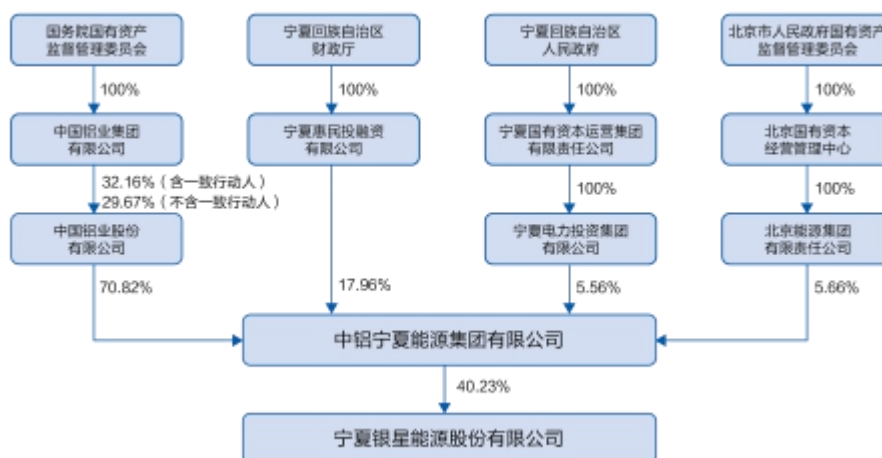 国务院国有资产
监督管理委员会
宁夏回族自治区
财政厅
宁夏回族自治区
人民政府
北京市人民政府国有资产
监督管理委员会
100%
100%
100%
100%
中国铝业集团
有限公司
宁夏惠民投融资
有限公司
宁夏国有资本运营集团
有限责任公司
北京国有资本
经营管理中心
32.16%（含一致行动人）
29.67%（不含一致行动人）
100%
100%
中国铝业股份
有限公司
宁夏电力投资集团
有限公司
北京能源集团
有限责任公司
70.82%
17.96%
5.56%
5.66%
中铝宁夏能源集团有限公司
40.23%
宁夏银星能源股份有限公司